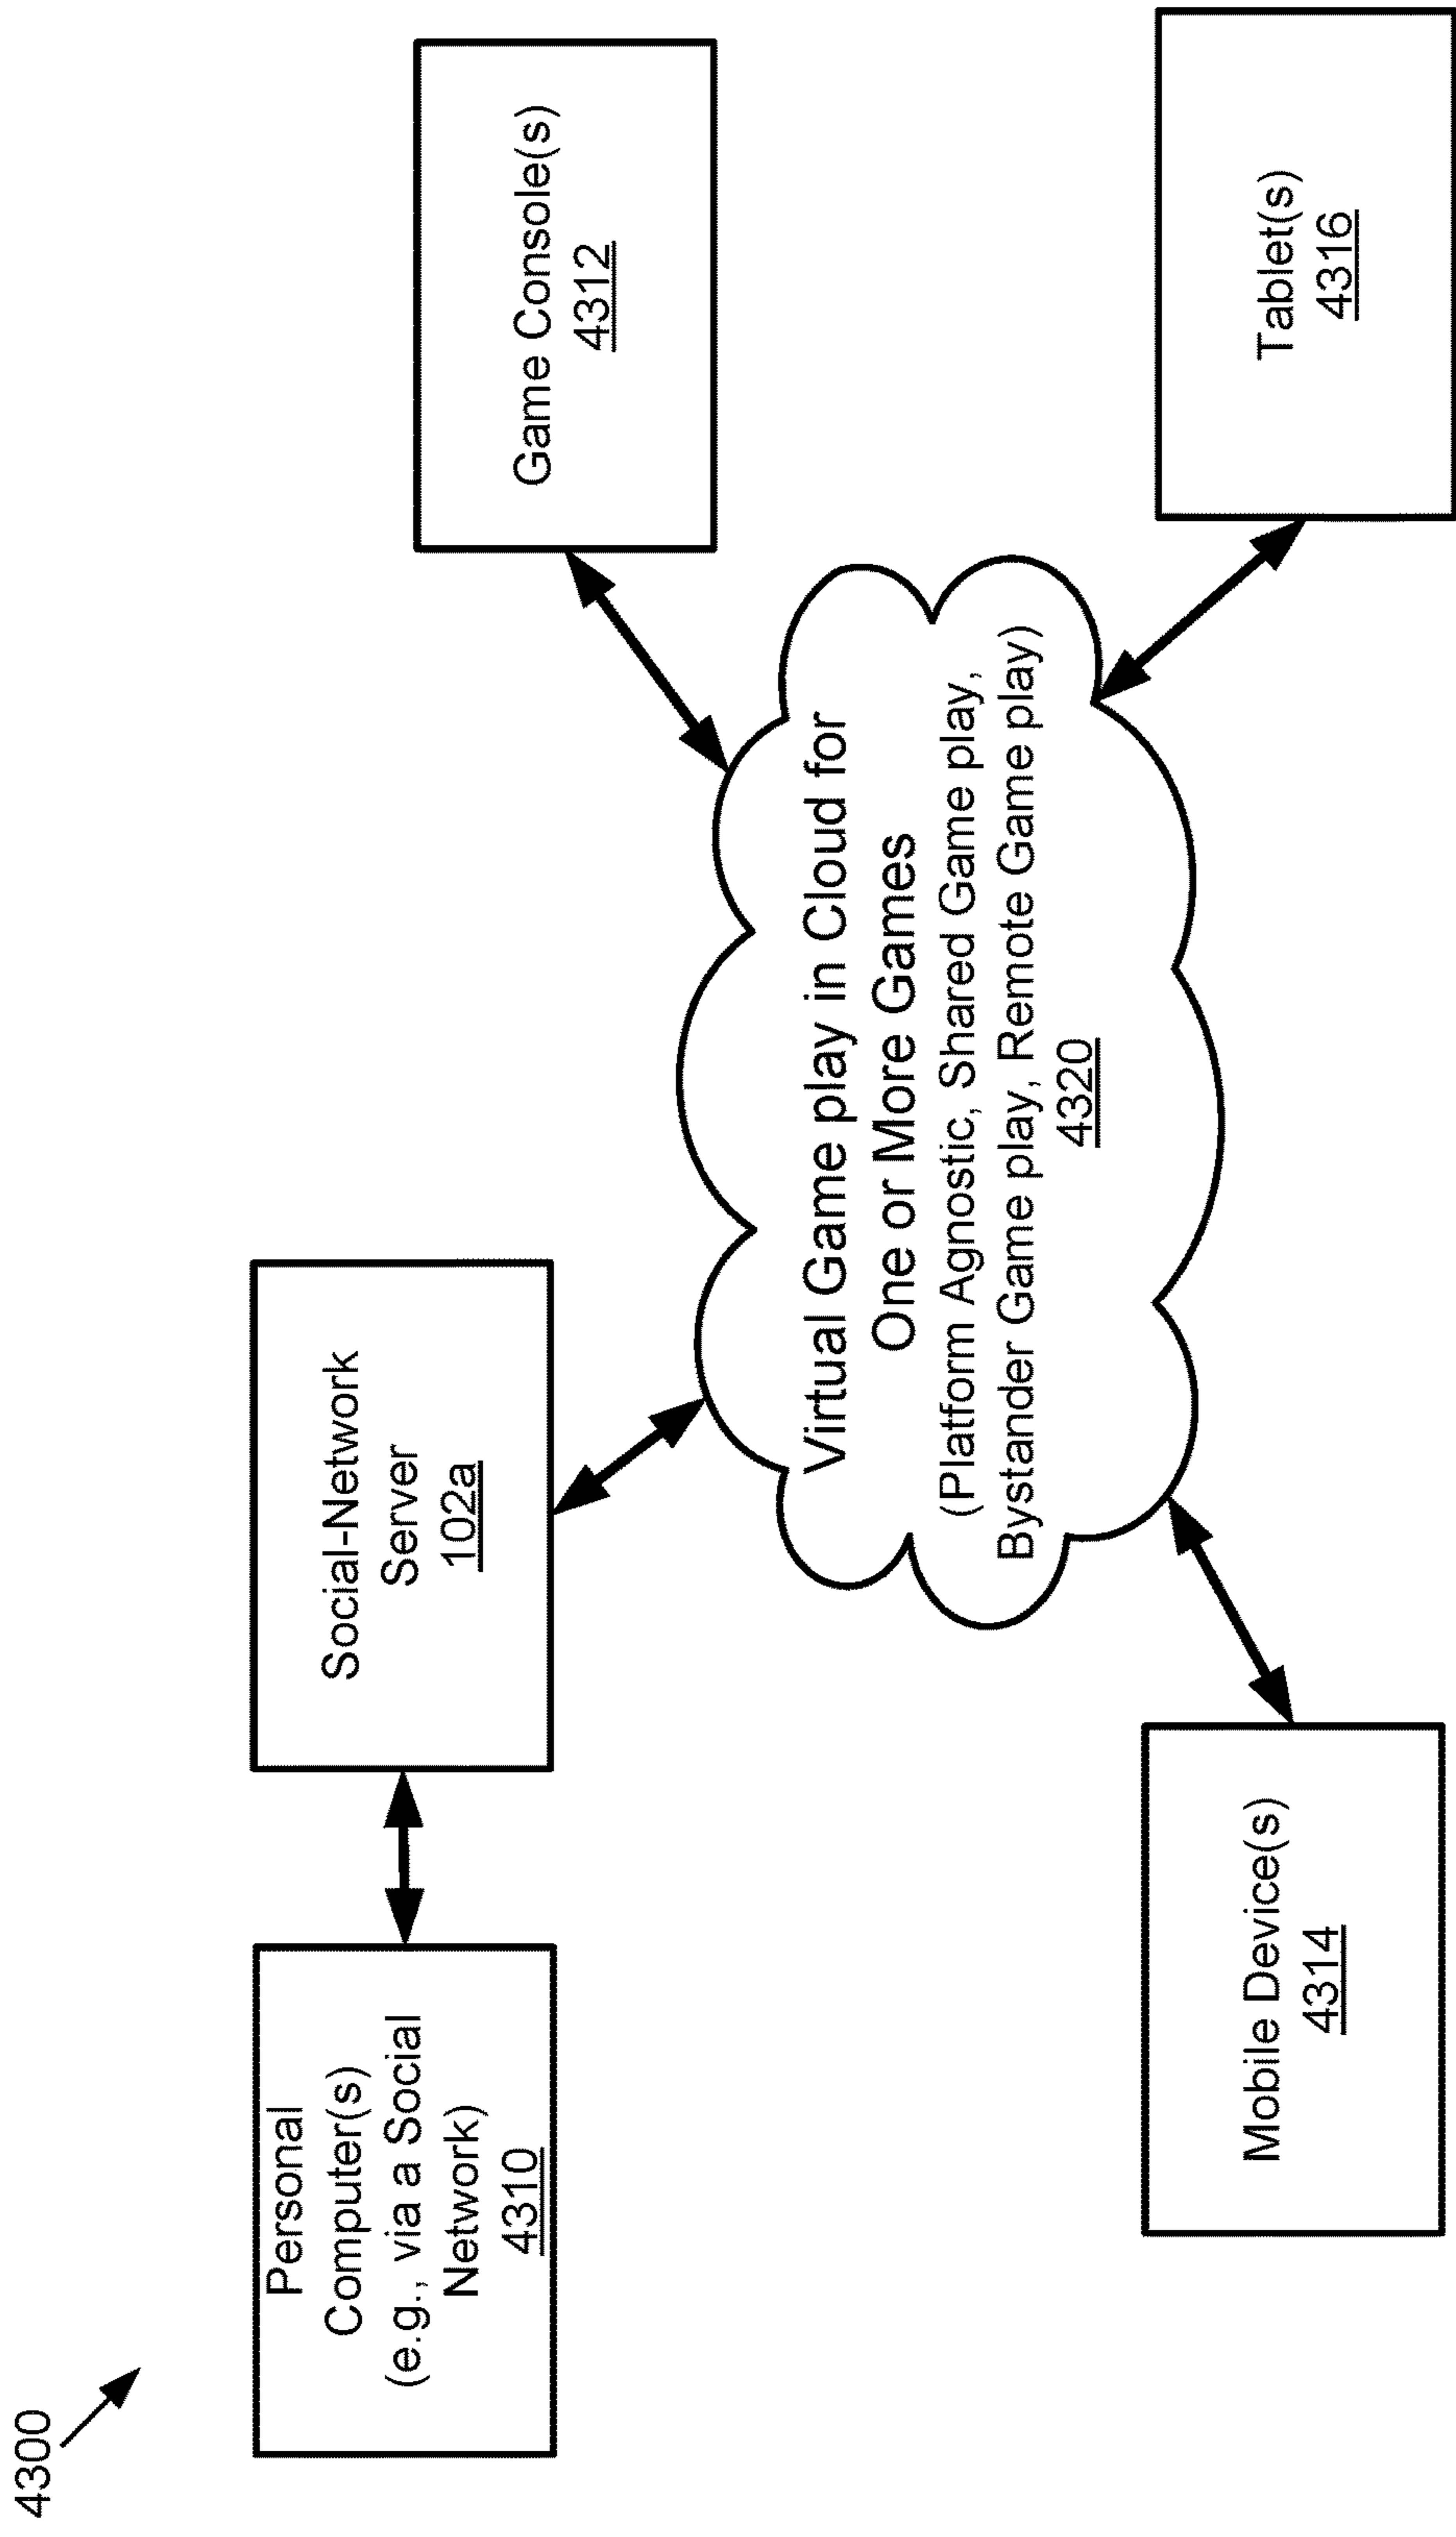 4300
Personal
Computer(s)
(e.g., via a Social
Network)
4310
Social-Network
Server
102a
Game Console(s)
4312
Virtual Game play in Cloud for
One or More Games
(Platform Agnostic, Shared Game play,
Bystander Game play, Remote Game play)
4320
Mobile Device(s)
4314
Tablet(s)
4316